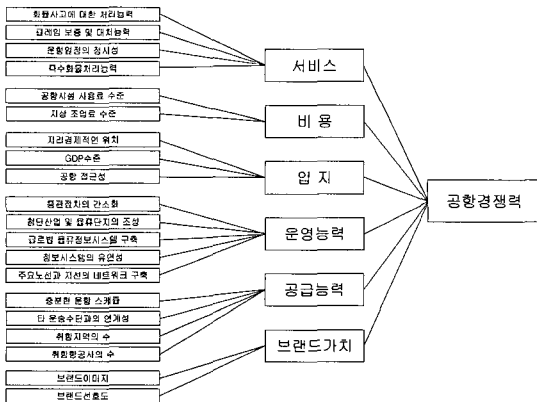 화물사고에 대한 처리능력
클레임 보증 및 대처능력
운항일정의 정시성
특수화물처리능력
서비스
공항시설 사용료 수준
지상 조업료 수준
비 용
지리경제적인 위치
GDP수준
공항 접근성
입 지
공항경쟁력
통관절차의 간소화
첨단산업 및 물류단지의 조성
글로벌 물류정보시스템 구축
정보시스템의 유연성
주요노선과 지선의 네트워크 구축
운영능력
충분한 운항 스케줄
타 운송수단과의 연계성
취항지역의 수
취항항공사의 수
공급능력
브랜드이미지
브랜드선호도
브랜드가치